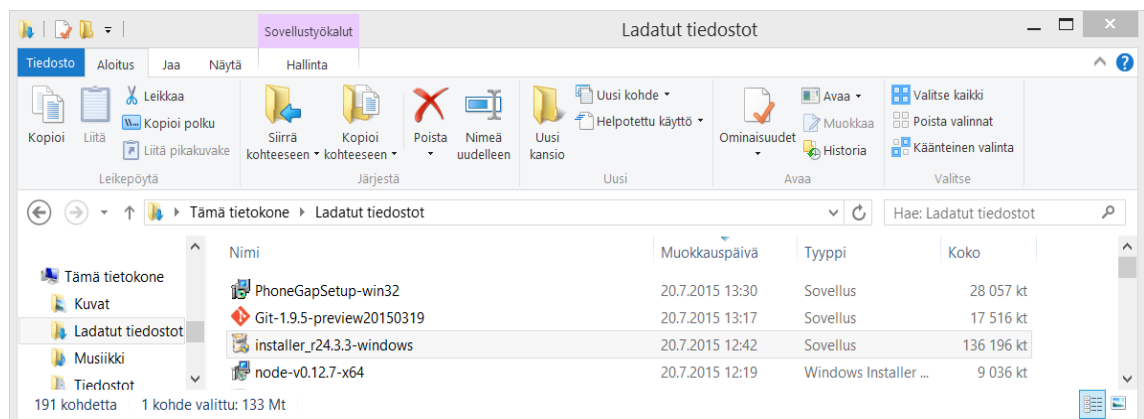 Sovellustyökalut
Ladatut tiedostot
Tiedosto Aloitus Jaa Näytä Hallinta
Kopioi
Liitä
Leikkaa
Kopioi polku
Liitä pikakuvake
Leikepöytä
Siirrä
kohteeseen
Kopioi
kohteeseen
Poista
Nimeä
uudelleen
Järjestä
Uusi
kansio
Uusi kohde
Helpotettu käyttö
Uusi
Ominaisuudet
Avaa
Muokkaa
Historia
Avaa
Valitse kaikki
Poista valinnat
Käänteinen valinta
Valitse
Tämä tietokone Ladatut tiedostot
Hae: Ladatut tiedostot
Tämä tietokone
Kuvat
Ladatut tiedostot
Musiikki
Tiedostot
Nimi Muokkauspäivä Tyyppi Koko
PhoneGapSetup-win32 20.7.2015 13:30 Sovellus 28 057 kt
Git-1.9.5-preview20150319 20.7.2015 13:17 Sovellus 17 516 kt
installer_r24.3.3-windows 20.7.2015 12:42 Sovellus 136 196 kt
node-v0.12.7-x64 20.7.2015 12:19 Windows Installer ... 9 036 kt
191 kohdetta 1 kohde valittu: 133 Mt